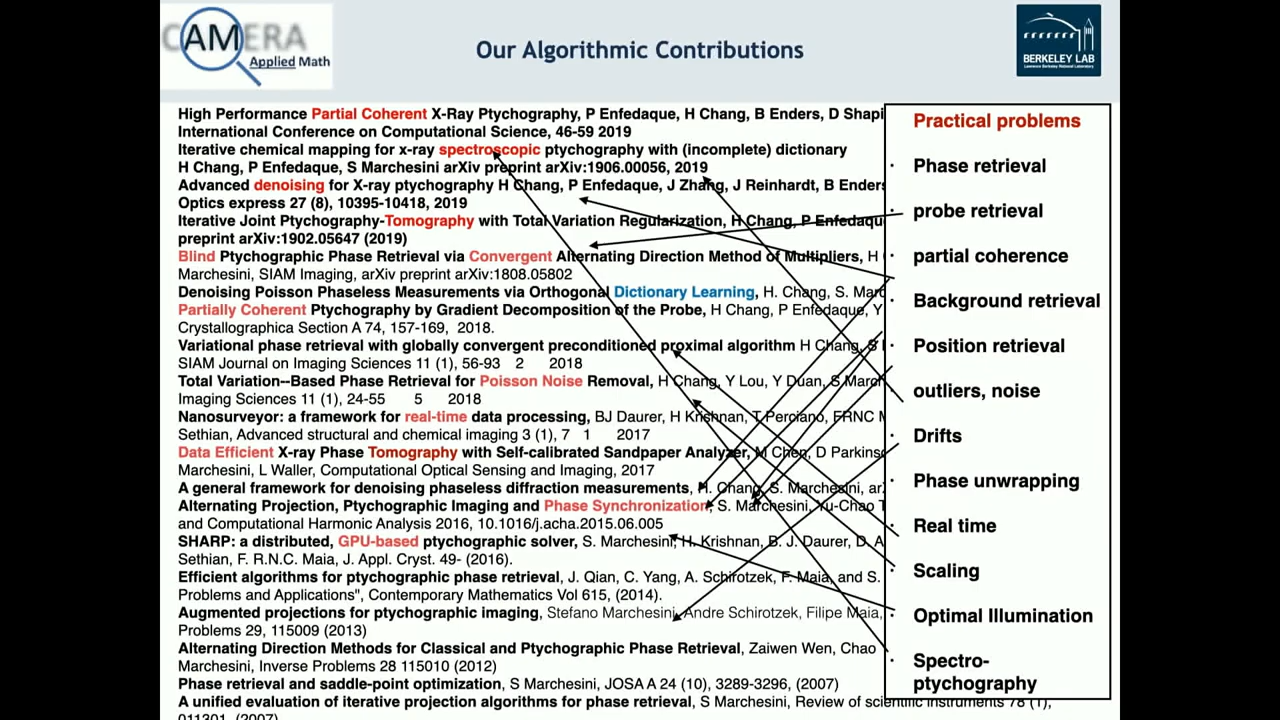 CAMERA
Applied Math
Our Algorithmic Contributions
BERKELEY LAB
Lawrence Berkeley National Laboratory
High Performance Partial Coherent X-Ray Ptychography, P Enfedaque, H Chang, B Enders, D Shapi
International Conference on Computational Science, 46-59 2019
Iterative chemical mapping for x-ray spectroscopic ptychography with (incomplete) dictionary
H Chang, P Enfedaque, S Marchesini arXiv preprint arXiv:1906.00056, 2019
Advanced denoising for X-ray ptychography H Chang, P Enfedaque, J Zhang, J Reinhardt, B Enders
Optics express 27 (8), 10395-10418, 2019
Iterative Joint Ptychography-Tomography with Total Variation Regularization, H Chang, P Enfedaqu
preprint arXiv:1902.05647 (2019)
Blind Ptychographic Phase Retrieval via Convergent Alternating Direction Method of Multipliers, H
Marchesini, SIAM Imaging, arXiv preprint arXiv:1808.05802
Denoising Poisson Phaseless Measurements via Orthogonal Dictionary Learning, H. Chang, S. Marc
Partially Coherent Ptychography by Gradient Decomposition of the Probe, H Chang, P Enfedaque, Y
Crystallographica Section A 74, 157-169, 2018.
Variational phase retrieval with globally convergent preconditioned proximal algorithm H Chang, S
SIAM Journal on Imaging Sciences 11 (1), 56-93 2 2018
Total Variation--Based Phase Retrieval for Poisson Noise Removal, H Chang, Y Lou, Y Duan, S Marc
Imaging Sciences 11 (1), 24-55 5 2018
Nanosurveyor: a framework for real-time data processing, BJ Daurer, H Krishnan, T Perciano, FRNC M
Sethian, Advanced structural and chemical imaging 3 (1), 7 1 2017
Data Efficient X-ray Phase Tomography with Self-calibrated Sandpaper Analyzer, M Chen, D Parkins
Marchesini, L Waller, Computational Optical Sensing and Imaging, 2017
A general framework for denoising phaseless diffraction measurements, H. Chang, S. Marchesini, ar
Alternating Projection, Ptychographic Imaging and Phase Synchronization, S. Marchesini, Yu-Chao T
and Computational Harmonic Analysis 2016, 10.1016/j.acha.2015.06.005
SHARP: a distributed, GPU-based ptychographic solver, S. Marchesini, H. Krishnan, B. J. Daurer, D. A
Sethian, F. R.N.C. Maia, J. Appl. Cryst. 49- (2016).
Efficient algorithms for ptychographic phase retrieval, J. Qian, C. Yang, A. Schirotzek, F. Maia, and S.
Problems and Applications", Contemporary Mathematics Vol 615, (2014).
Augmented projections for ptychographic imaging, Stefano Marchesini, Andre Schirotzek, Filipe Maia,
Problems 29, 115009 (2013)
Alternating Direction Methods for Classical and Ptychographic Phase Retrieval, Zaiwen Wen, Chao
Marchesini, Inverse Problems 28 115010 (2012)
Phase retrieval and saddle-point optimization, S Marchesini, JOSA A 24 (10), 3289-3296, (2007)
A unified evaluation of iterative projection algorithms for phase retrieval, S Marchesini, Review of scientific instruments 78 (1),
011301, (2007)
Practical problems
· Phase retrieval
· probe retrieval
· partial coherence
· Background retrieval
· Position retrieval
· outliers, noise
· Drifts
· Phase unwrapping
· Real time
· Scaling
· Optimal Illumination
· Spectro-
ptychography